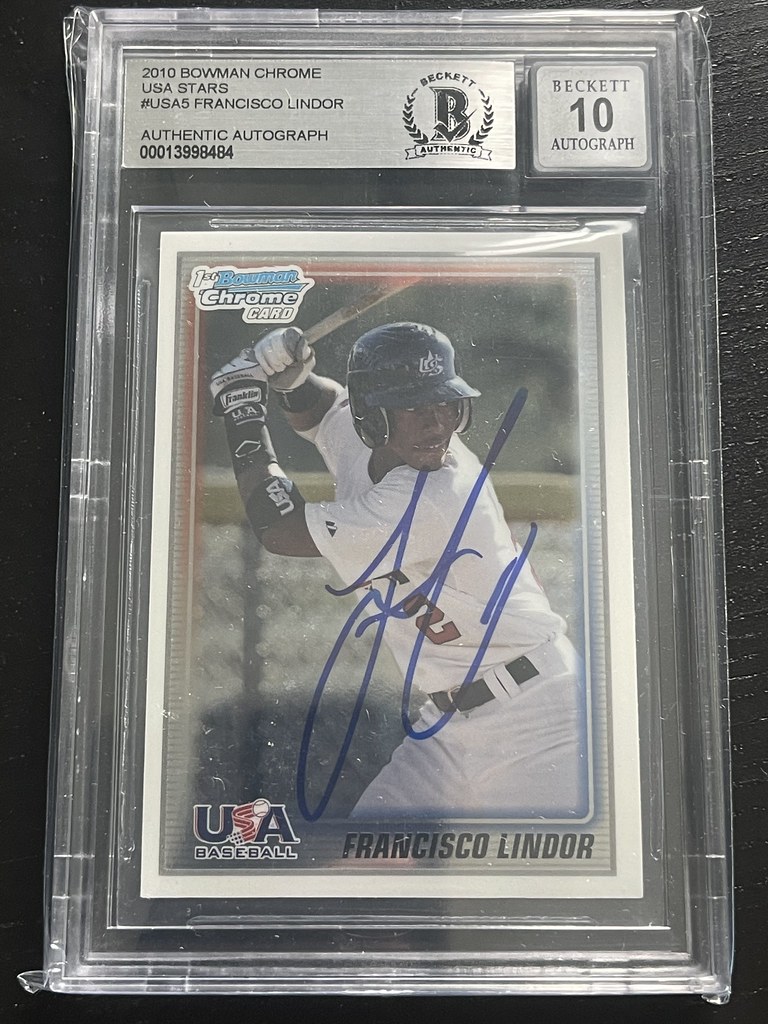 2010 BOWMAN CHROME
USA STARS
#USA5 FRANCISCO LINDOR
AUTHENTIC AUTOGRAPH
00013998484
BECKETT
B
AUTHENTIC
BECKETT
10
AUTOGRAPH
1st Bowman
Chrome
CARD
Franklin
USA
USA
USA
BASEBALL
FRANCISCO LINDOR